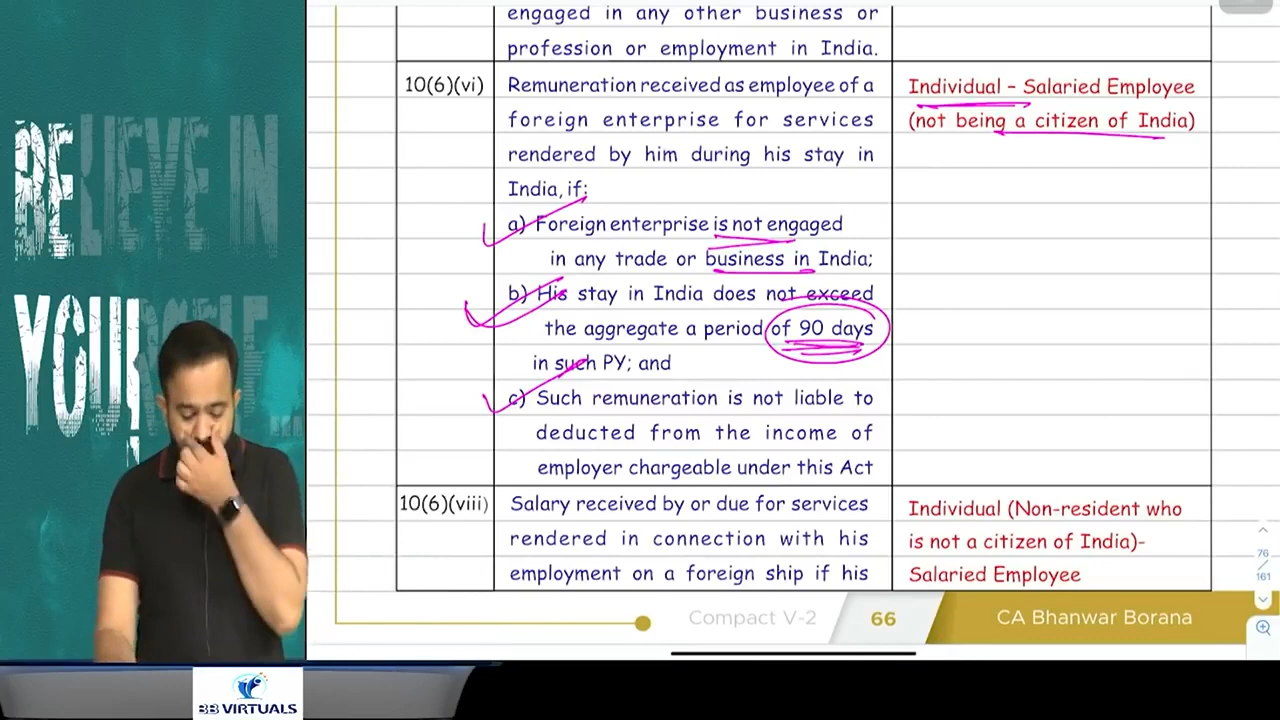 BELIEVE IN
YOURSELF...
engaged in any other business or
profession or employment in India.
10(6)(vi)
Remuneration received as employee of a
foreign enterprise for services
rendered by him during his stay in
India, if:
a) Foreign enterprise is not engaged
in any trade or business in India;
b) His stay in India does not exceed
the aggregate a period of 90 days
in such PY; and
c) Such remuneration is not liable to
deducted from the income of
employer chargeable under this Act
Individual – Salaried Employee
(not being a citizen of India)
10(6)(viii)
Salary received by or due for services
rendered in connection with his
employment on a foreign ship if his
Individual (Non-resident who
is not a citizen of India)-
Salaried Employee
76
161
Compact V-2
66
CA Bhanwar Borana
BB VIRTUALS